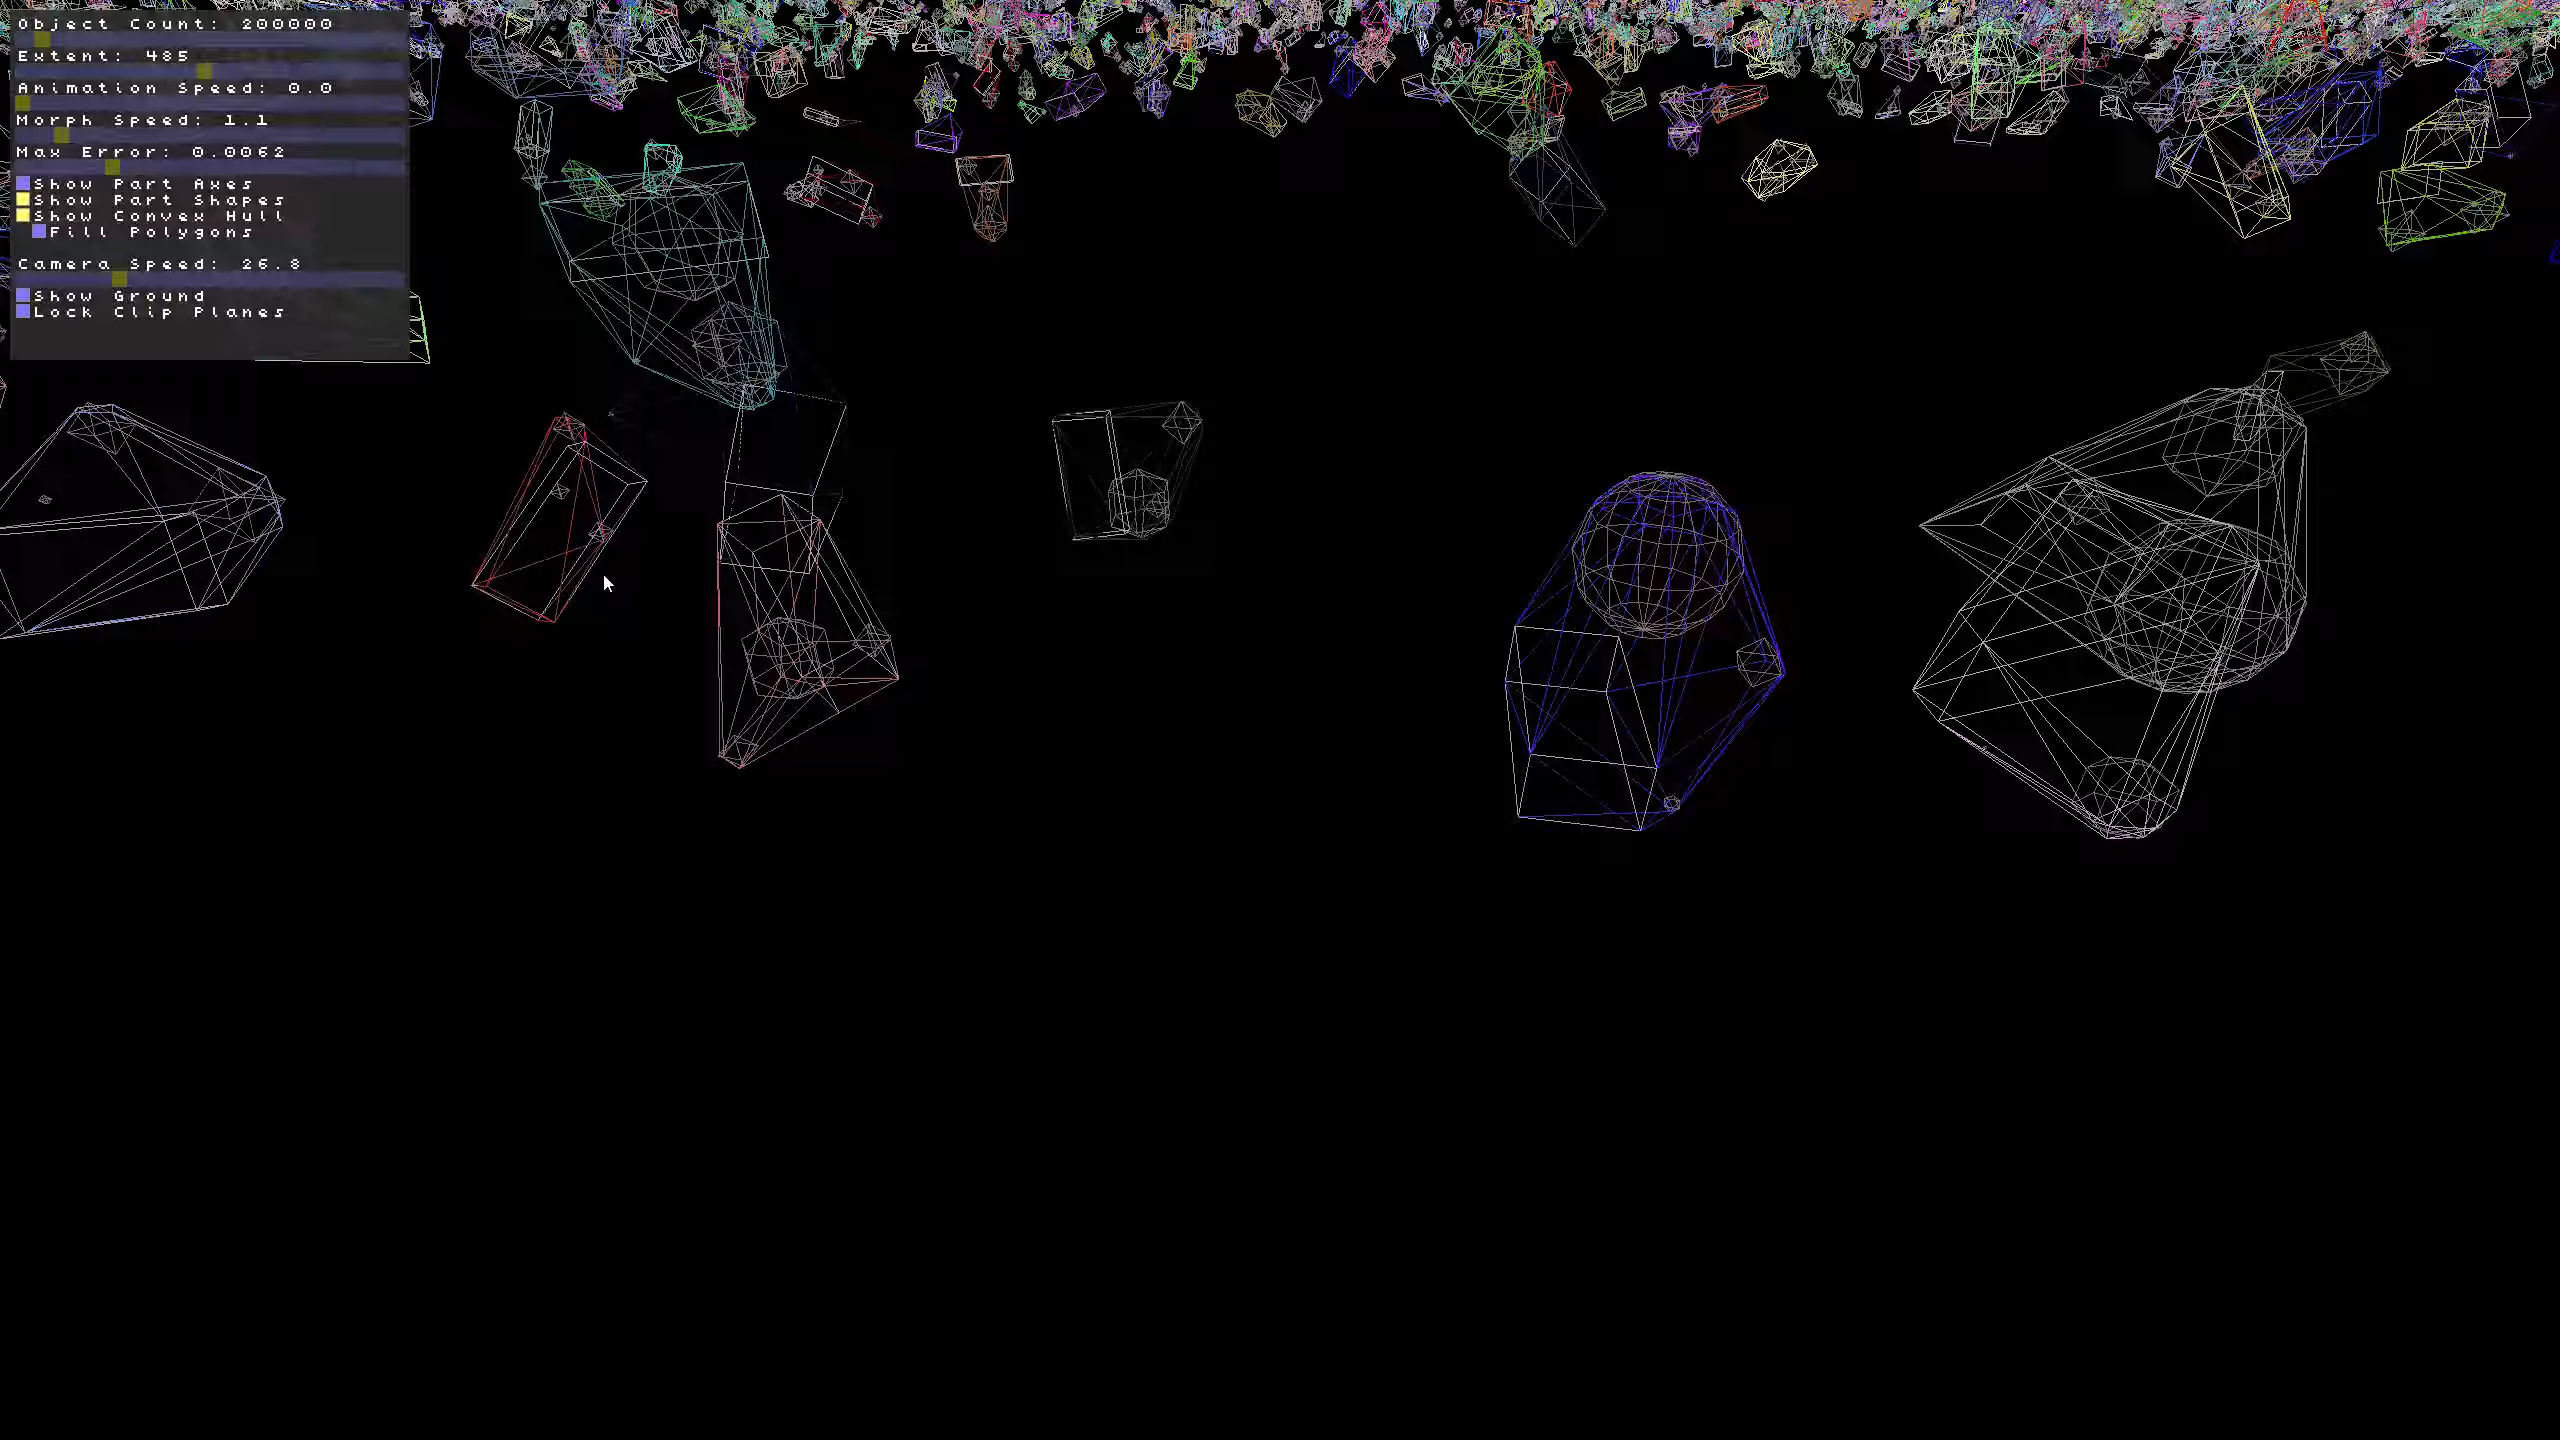 Object Count: 200000
Extent: 485
Animation Speed: 0.0
Morph Speed: 1.1
Max Error: 0.0062
Show Part Axes
Show Part Shapes
Show Convex Hull
Fill Polygons
Camera Speed: 26.8
Show Ground
Lock Clip Planes